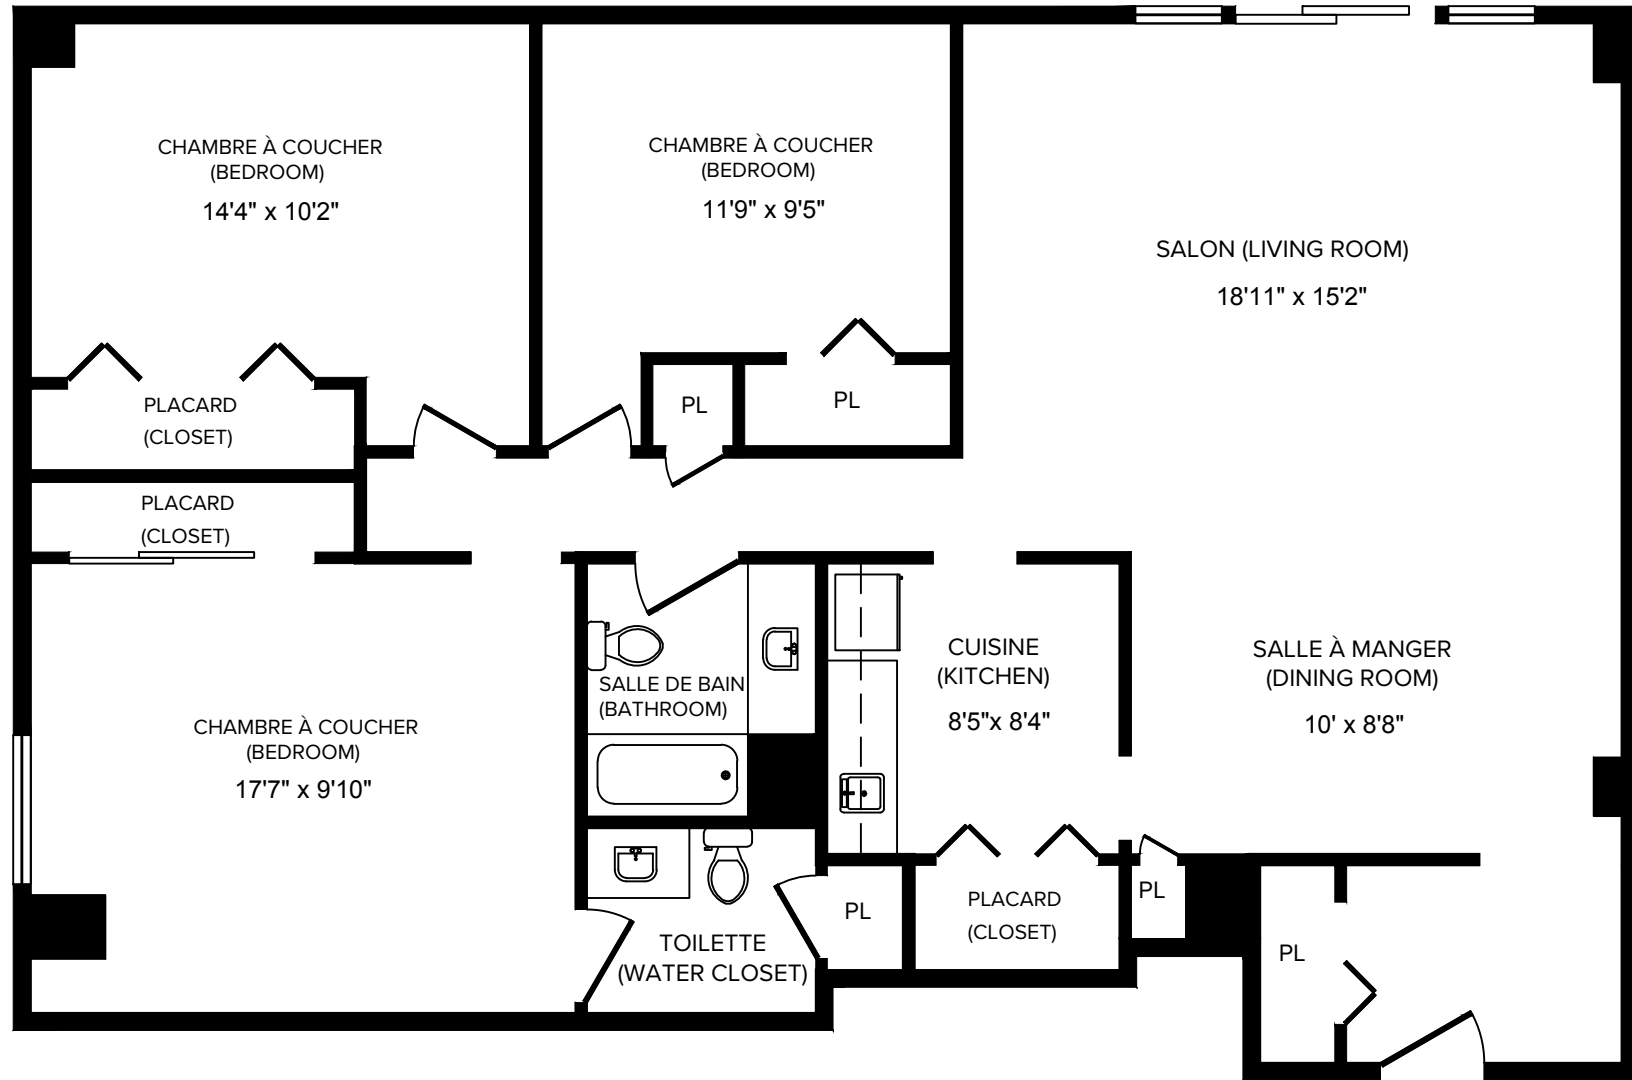 CHAMBRE À COUCHER
(BEDROOM)
14'4" x 10'2"
CHAMBRE À COUCHER
(BEDROOM)
11'9" x 9'5"
SALON (LIVING ROOM)
18'11" x 15'2"
PLACARD
(CLOSET)
PL
PL
PLACARD
(CLOSET)
CHAMBRE À COUCHER
(BEDROOM)
17'7" x 9'10"
SALLE DE BAIN
(BATHROOM)
CUISINE
(KITCHEN)
8'5"x 8'4"
SALLE À MANGER
(DINING ROOM)
10' x 8'8"
TOILETTE
(WATER CLOSET)
PL
PLACARD
(CLOSET)
PL
PL